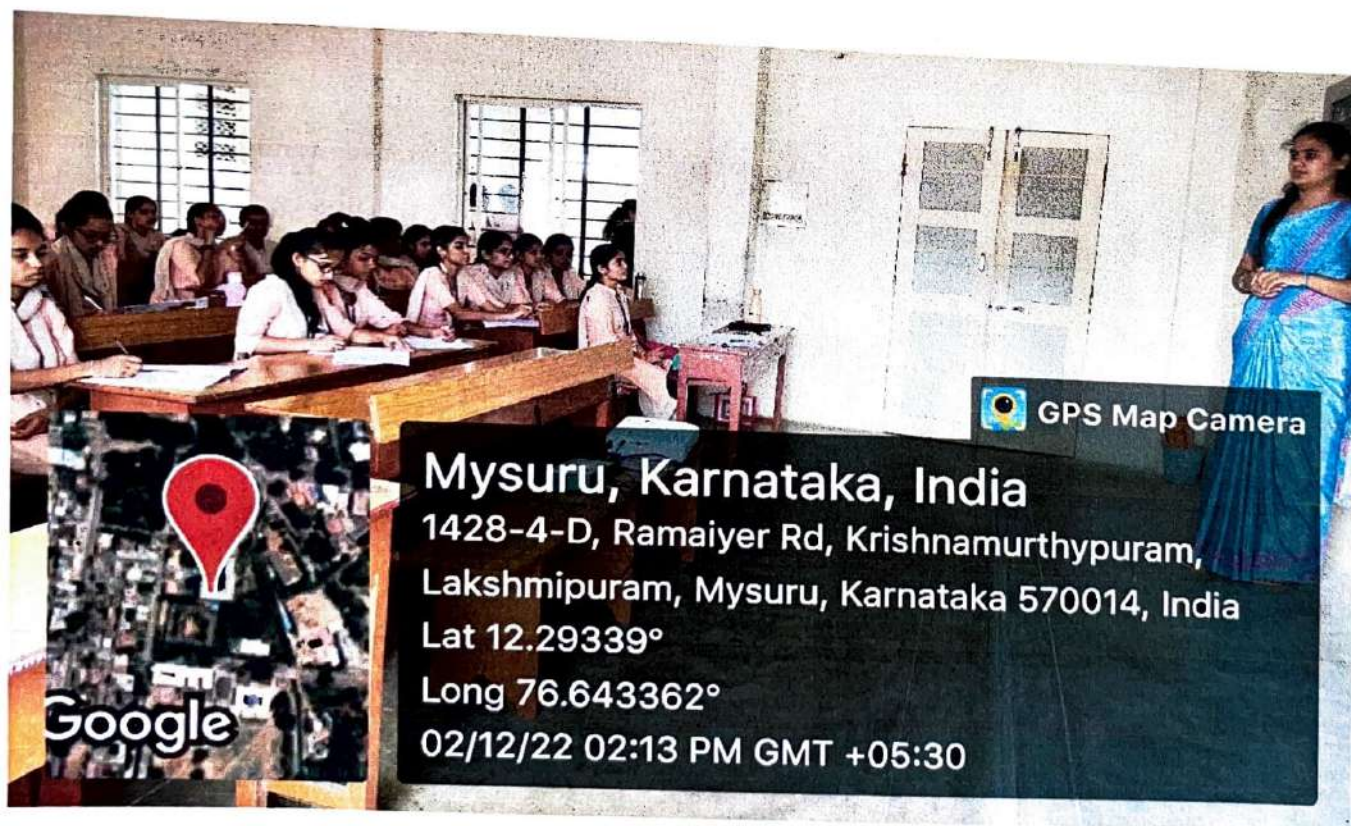 GPS Map Camera
Mysuru, Karnataka, India
1428-4-D, Ramaiyer Rd, Krishnamurthypuram,
Lakshmipuram, Mysuru, Karnataka 570014, India
Lat 12.29339°
Long 76.643362°
02/12/22 02:13 PM GMT +05:30
Google